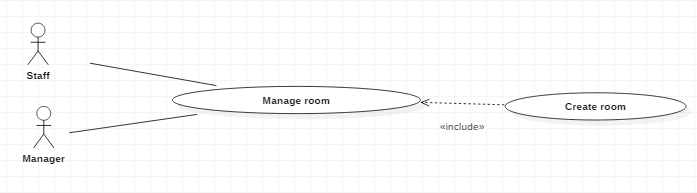 Staff
Manage room
Create room
«include»
Manager